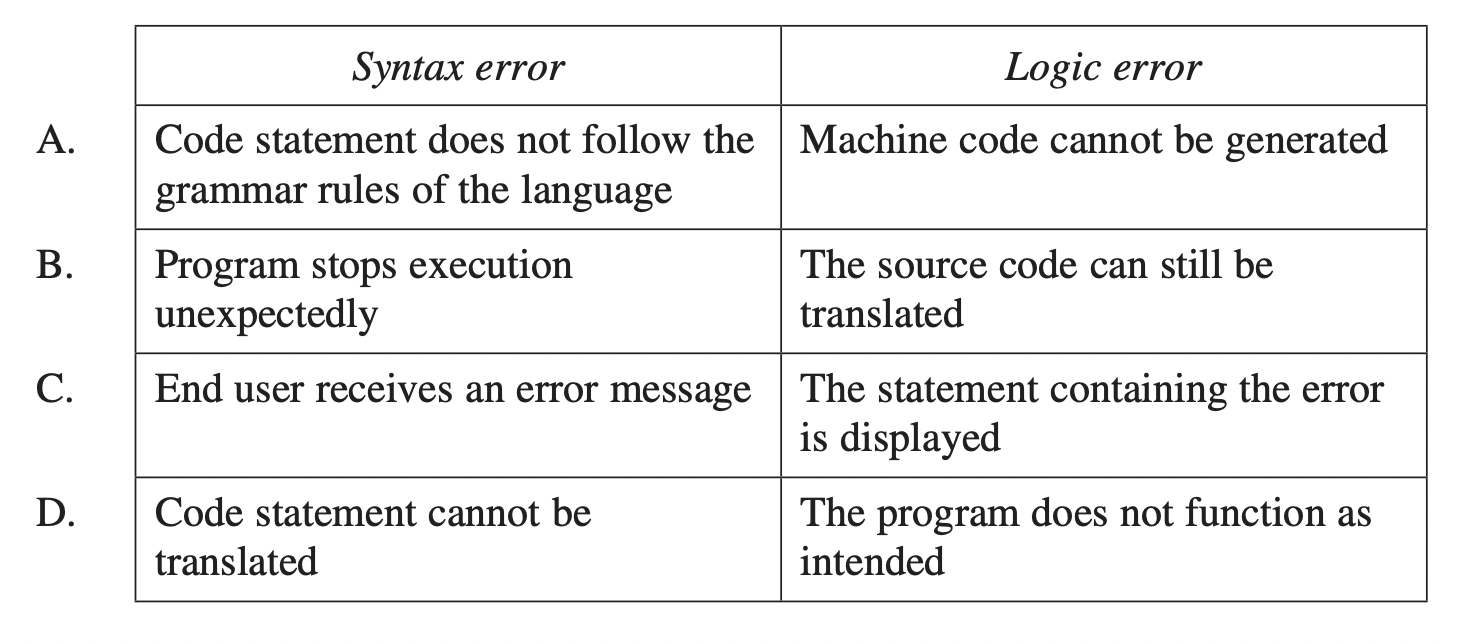 Syntax error Logic error
A. Code statement does not follow the Machine code cannot be generated
grammar rules of the language
B. Program stops execution The source code can still be
unexpectedly translated
C. End user receives an error message The statement containing the error
is displayed
D. Code statement cannot be The program does not function as
translated intended